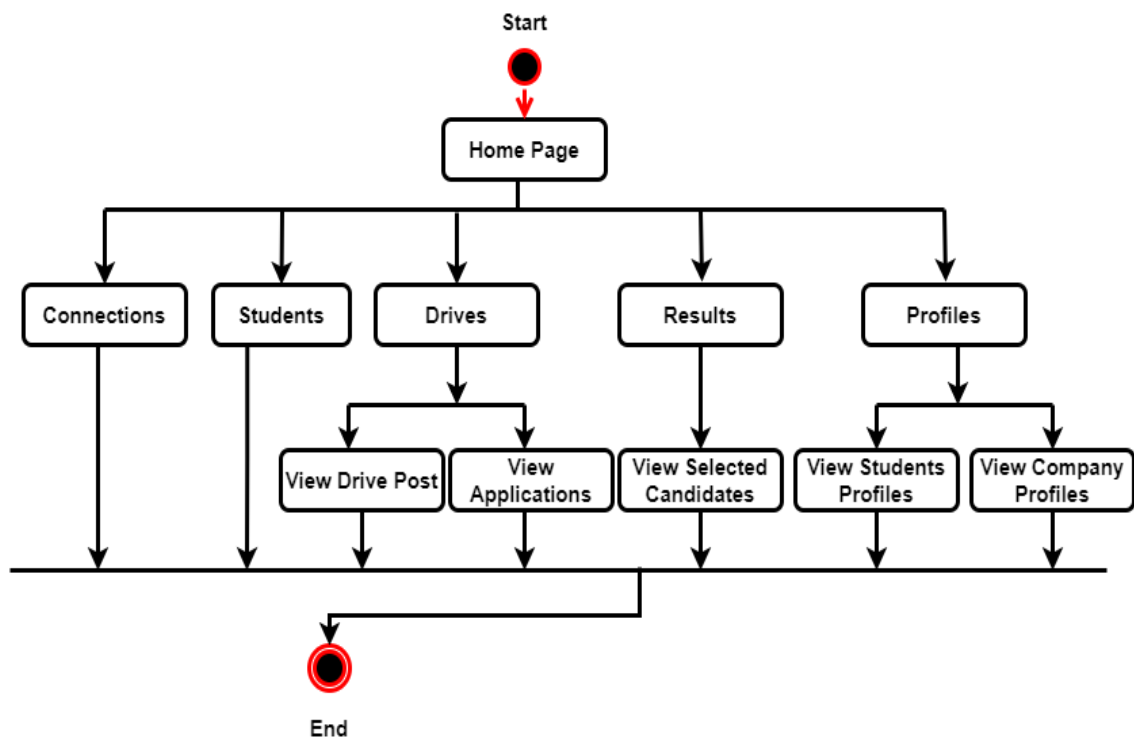 Start
Home Page
Connections
Students
Drives
Results
Profiles
View Drive Post
View
Applications
View Selected
Candidates
View Students
Profiles
View Company
Profiles
End